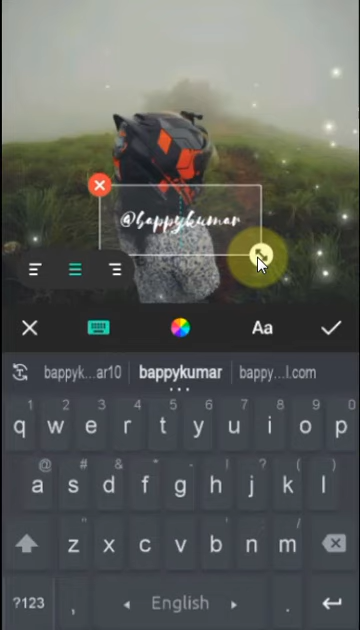 @bappykumar
Aa
bappyk...ar10 bappykumar bappy...l.com
1 2 3 4 5 6 7 8 9 0
q w e r t y u i o p
@ # & * - ! ? ( )
a s d f g h j k l
z x c v b n m
?123 , English .